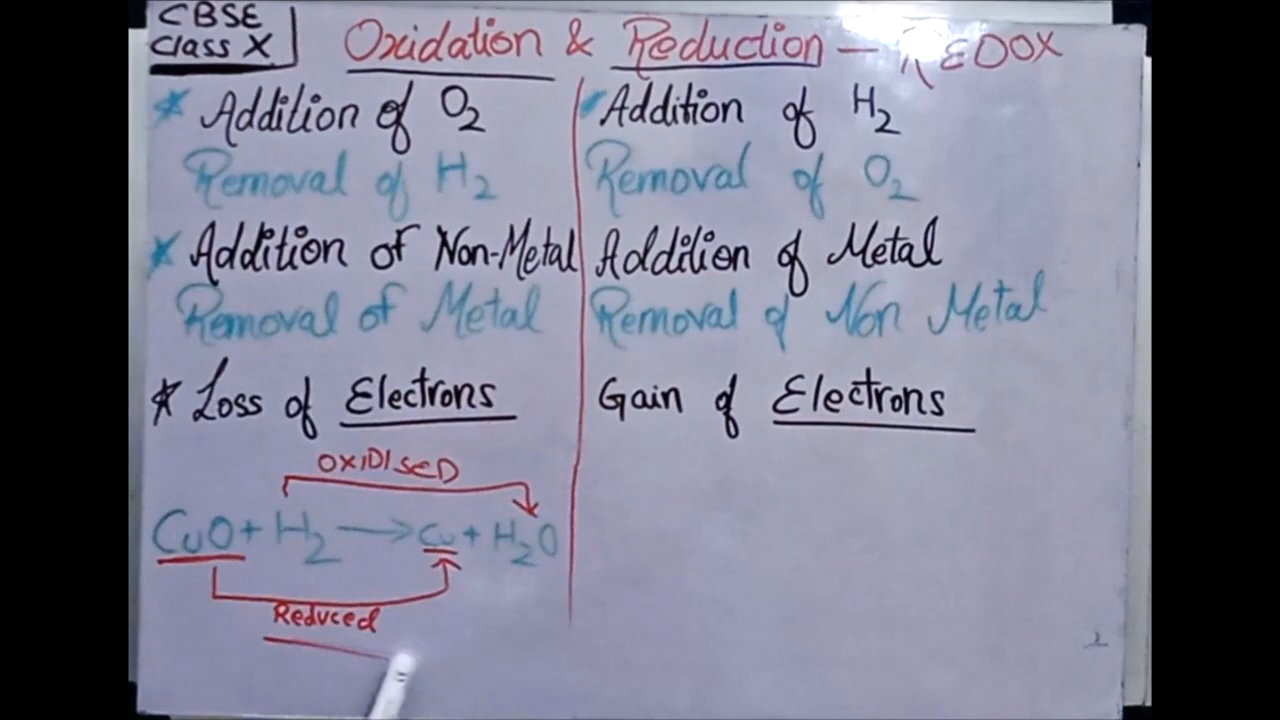 CBSE
Class X
Oxidation & Reduction — REDOX
* Addition of O2
Removal of H2
* Addition of Non-Metal
Removal of Metal
* Loss of Electrons
Addition of H2
Removal of O2
Addition of Metal
Removal of Non Metal
Gain of Electrons
OXIDISED
CuO + H2 → Cu + H2O
Reduced